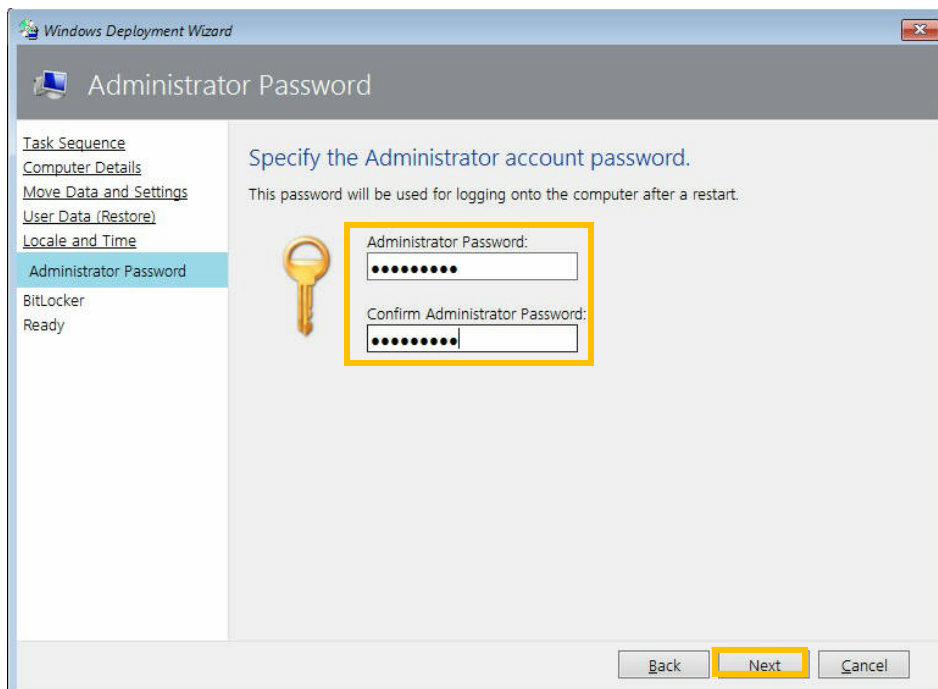 Windows Deployment Wizard
Administrator Password
Task Sequence
Computer Details
Move Data and Settings
User Data (Restore)
Locale and Time
Administrator Password
BitLocker
Ready
Specify the Administrator account password.
This password will be used for logging onto the computer after a restart.
Administrator Password:
●●●●●●●●●
Confirm Administrator Password:
●●●●●●●●●
Back
Next
Cancel